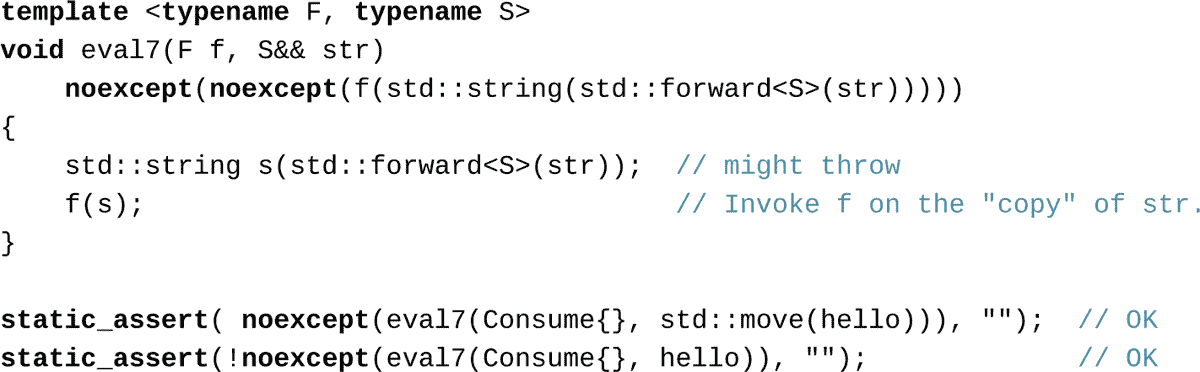 template <typename F, typename S>
void eval7(F f, S&& str)
    noexcept(noexcept(f(std::string(std::forward<S>(str)))))
{
    std::string s(std::forward<S>(str));  // might throw
    f(s);                                 // Invoke f on the "copy" of str.
}

static_assert( noexcept(eval7(Consume{}, std::move(hello))), "");  // OK
static_assert(!noexcept(eval7(Consume{}, hello)), "");             // OK